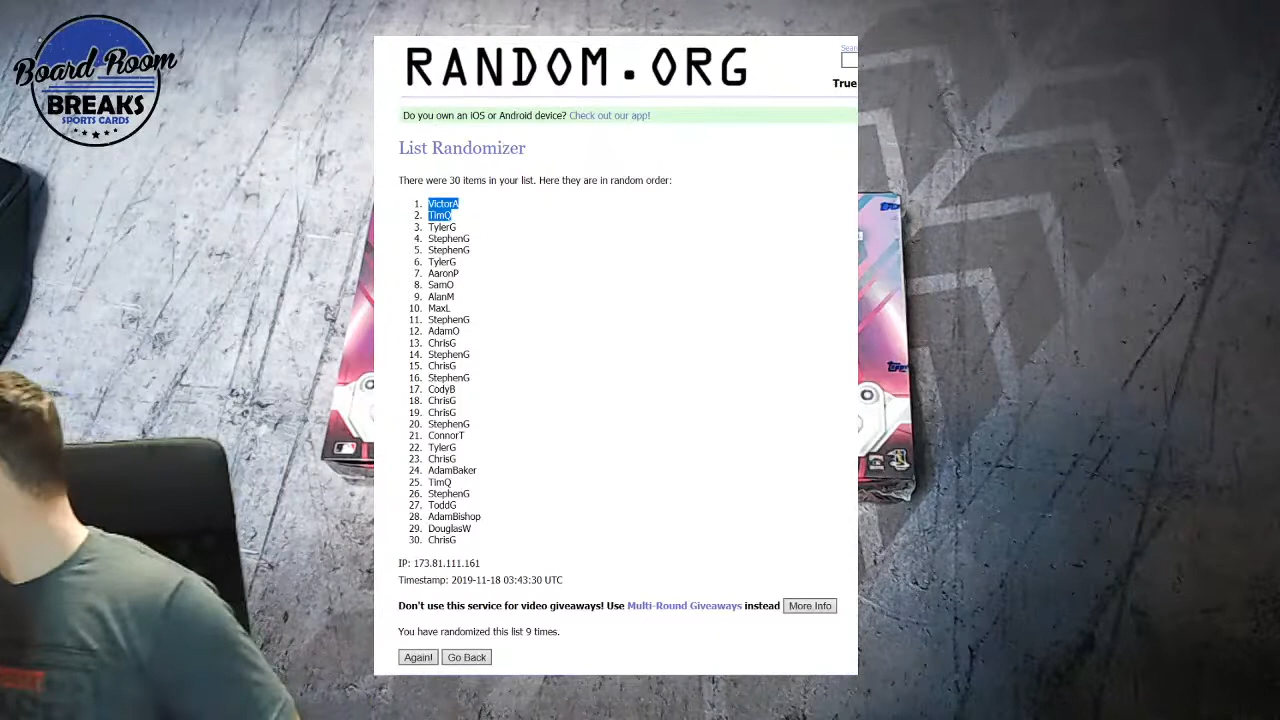 Board Room
BREAKS
SPORTS CARDS
RANDOM.ORG
True
Do you own an iOS or Android device? Check out our app!
List Randomizer
There were 30 items in your list. Here they are in random order:
1. VictorA
2. TimQ
3. TylerG
4. StephenG
5. StephenG
6. TylerG
7. AaronP
8. SamO
9. AlanM
10. MaxL
11. StephenG
12. AdamO
13. ChrisG
14. StephenG
15. ChrisG
16. StephenG
17. CodyB
18. ChrisG
19. ChrisG
20. StephenG
21. ConnorT
22. TylerG
23. ChrisG
24. AdamBaker
25. TimQ
26. StephenG
27. ToddG
28. AdamBishop
29. DouglasW
30. ChrisG
IP: 173.81.111.161
Timestamp: 2019-11-18 03:43:30 UTC
Don't use this service for video giveaways! Use Multi-Round Giveaways instead More Info
You have randomized this list 9 times.
Again! Go Back